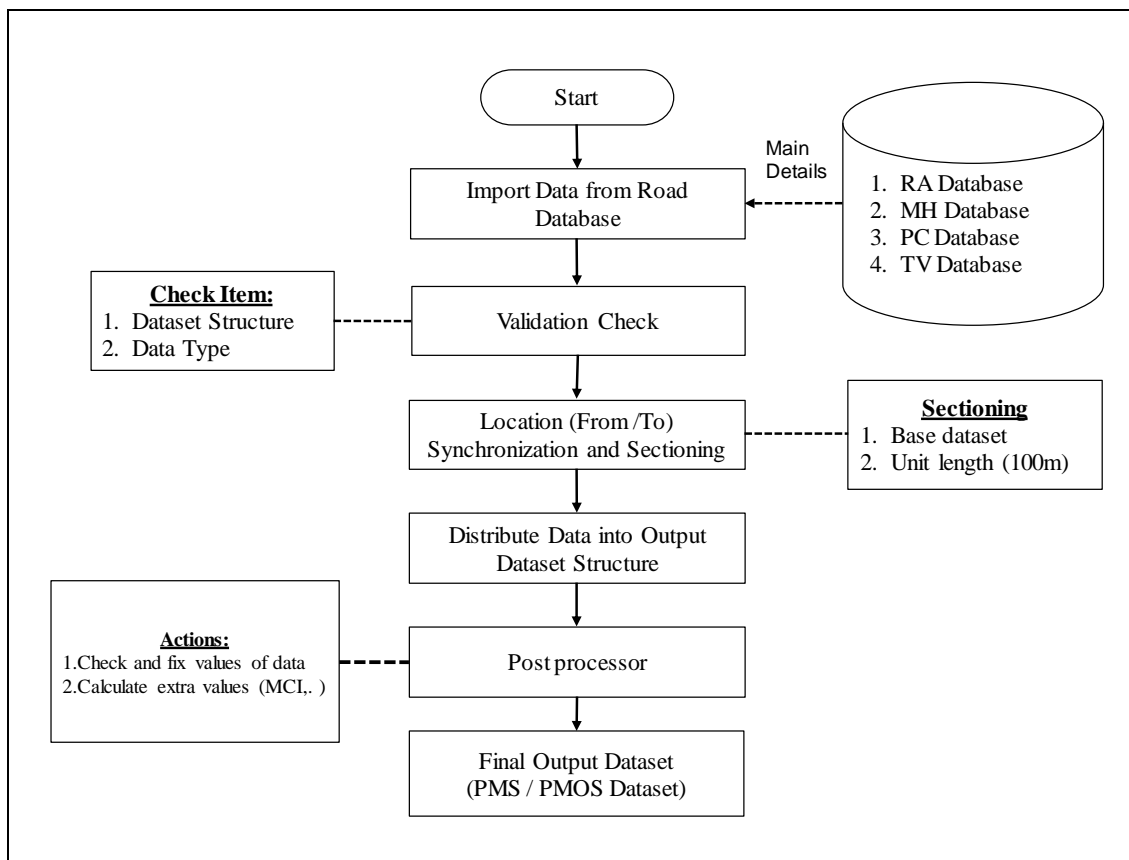 Start
Main
Details
1. RA Database
2. MH Database
3. PC Database
4. TV Database
Import Data from Road
Database
Check Item:
1. Dataset Structure
2. Data Type
Validation Check
Location (From /To)
Synchronization and Sectioning
Sectioning
1. Base dataset
2. Unit length (100m)
Distribute Data into Output
Dataset Structure
Actions:
1.Check and fix values of data
2.Calculate extra values (MCI,. )
Post processor
Final Output Dataset
(PMS / PMOS Dataset)